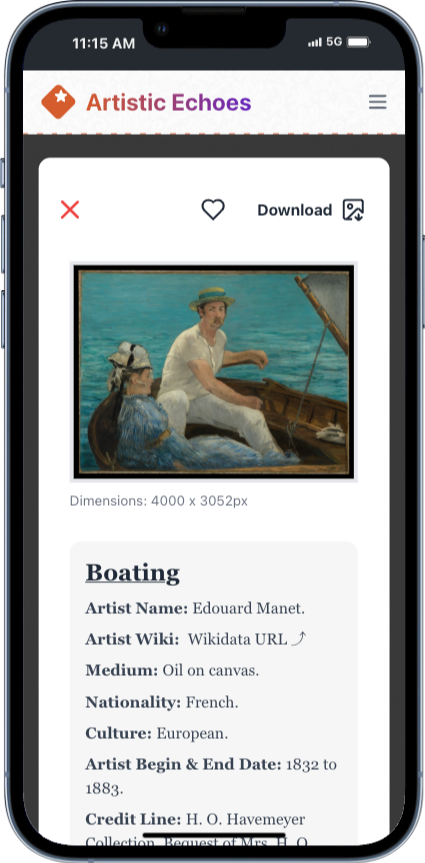 11:15 AM
5G
Artistic Echoes
Download
Dimensions: 4000 x 3052px
Boating
Artist Name: Edouard Manet.
Artist Wiki: Wikidata URL
Medium: Oil on canvas.
Nationality: French.
Culture: European.
Artist Begin & End Date: 1832 to
1883.
Credit Line: H. O. Havemeyer
Collection, Bequest of Mrs. H. O.